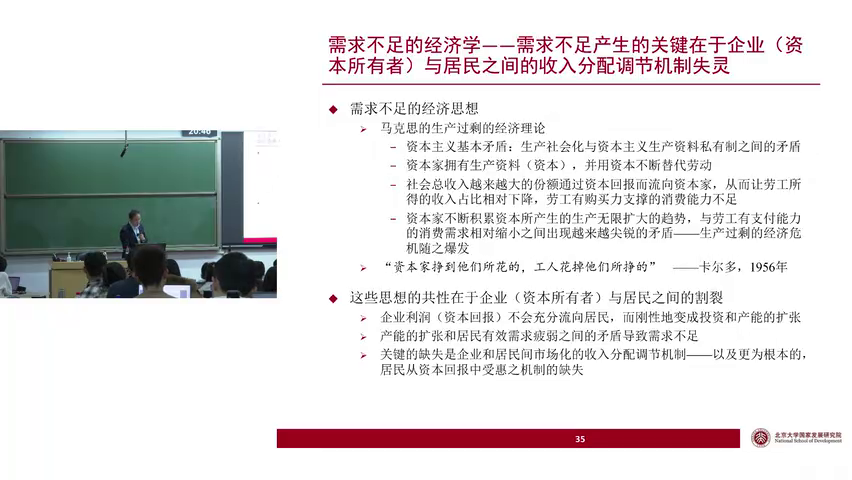 需求不足的经济学——需求不足产生的关键在于企业（资
本所有者）与居民之间的收入分配调节机制失灵
需求不足的经济思想
马克思的生产过剩的经济理论
资本主义基本矛盾：生产社会化与资本主义生产资料私有制之间的矛盾
资本家拥有生产资料（资本），并用资本不断替代劳动
社会总收入越来越大的份额通过资本回报而流向资本家，从而让劳工所
得的收入占比相对下降，劳工有购买力支撑的消费能力不足
资本家不断积累资本所产生的生产无限扩大的趋势，与劳工有支付能力
的消费需求相对缩小之间出现越来越尖锐的矛盾——生产过剩的经济危
机随之爆发
“资本家挣到他们所花的，工人花掉他们所挣的” ——卡尔多，1956年
这些思想的共性在于企业（资本所有者）与居民之间的割裂
企业利润（资本回报）不会充分流向居民，而刚性地变成投资和产能的扩张
产能的扩张和居民有效需求疲弱之间的矛盾导致需求不足
关键的缺失是企业和居民间市场化的收入分配调节机制——以及更为根本的，
居民从资本回报中受惠之机制的缺失
35
北京大学国家发展研究院
National School of Development
20:46